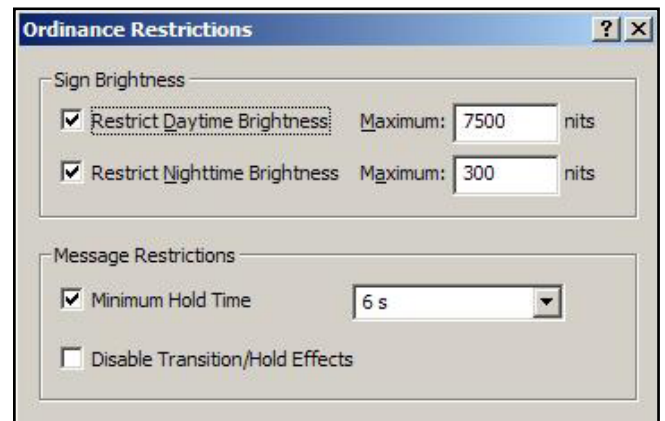 Ordinance Restrictions ? X
Sign Brightness
Restrict Daytime Brightness Maximum: 7500 nits
Restrict Nighttime Brightness Maximum: 300 nits
Message Restrictions
Minimum Hold Time 6 s
Disable Transition/Hold Effects